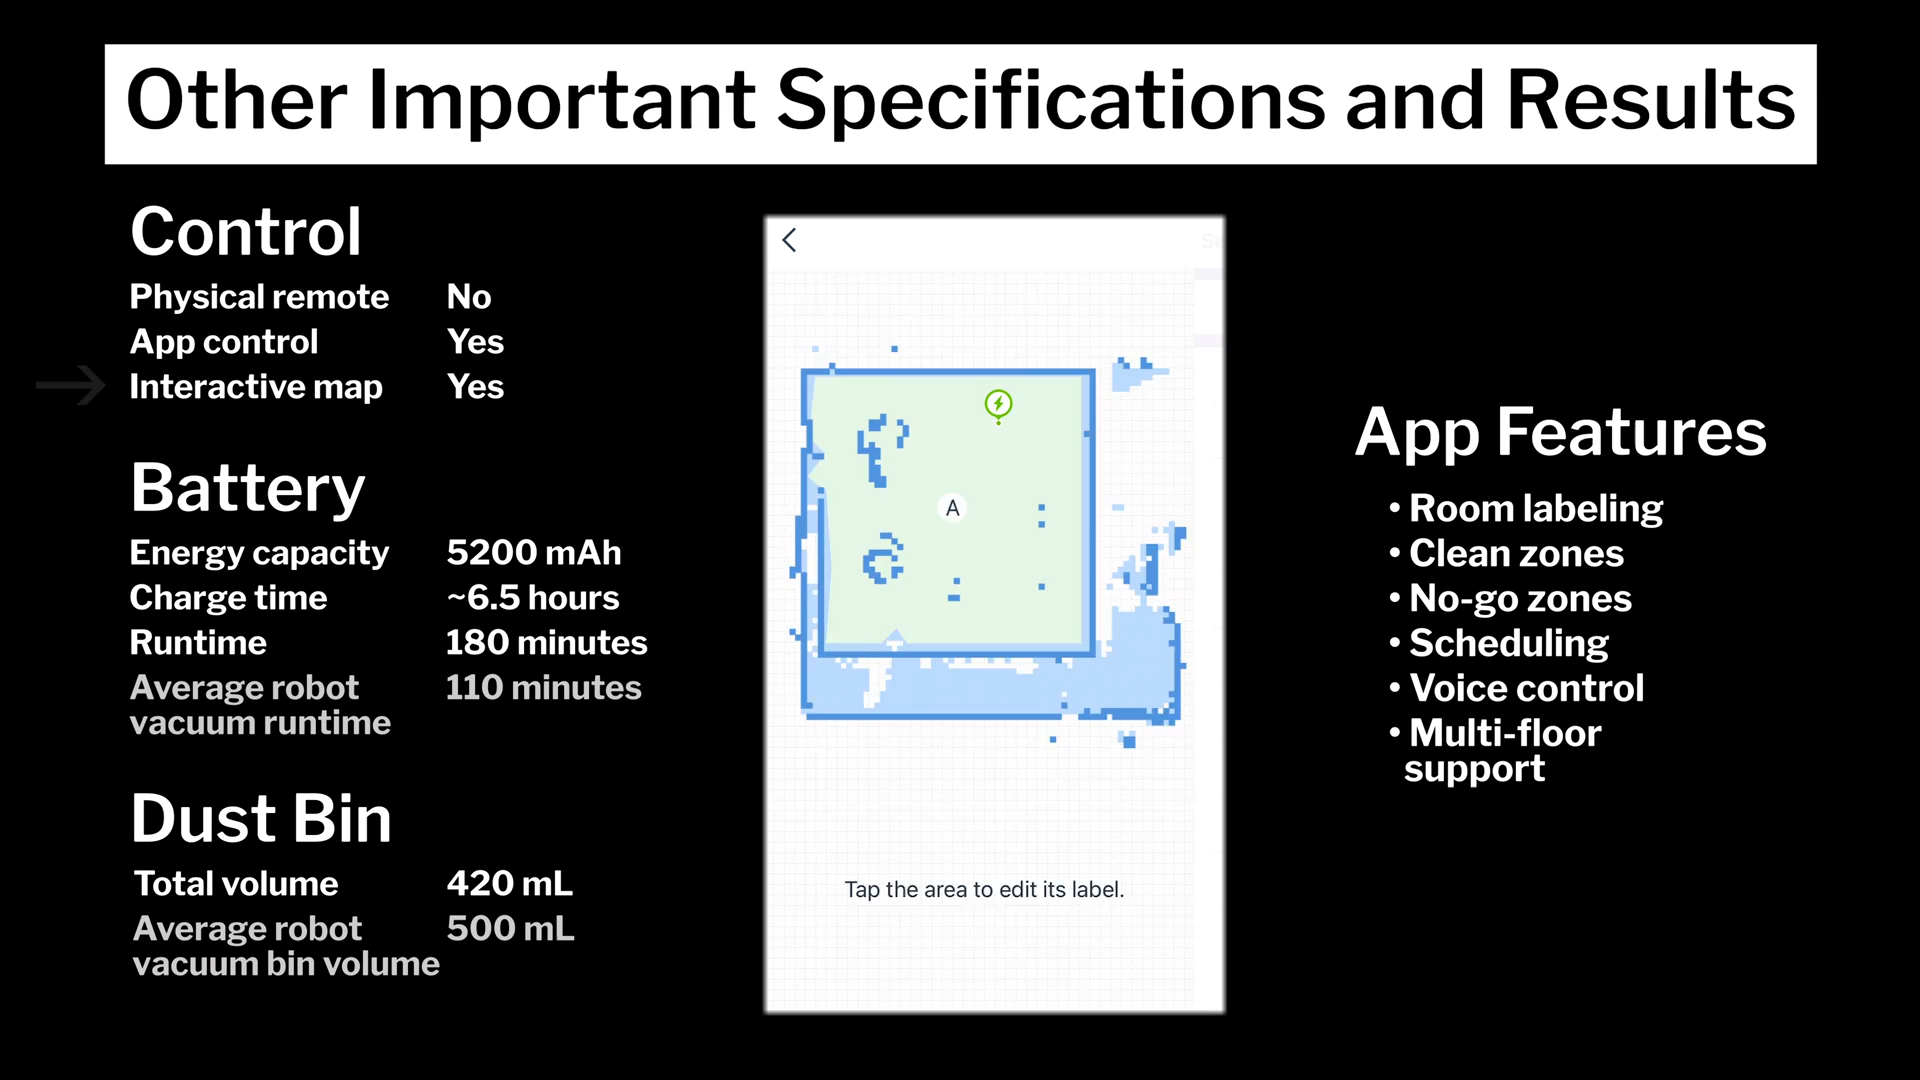 Other Important Specifications and Results
Control
Physical remote No
App control Yes
Interactive map Yes
Battery
Energy capacity 5200 mAh
Charge time ~6.5 hours
Runtime 180 minutes
Average robot 110 minutes
vacuum runtime
Dust Bin
Total volume 420 mL
Average robot 500 mL
vacuum bin volume
A
Tap the area to edit its label.
App Features
• Room labeling
• Clean zones
• No-go zones
• Scheduling
• Voice control
• Multi-floor
support